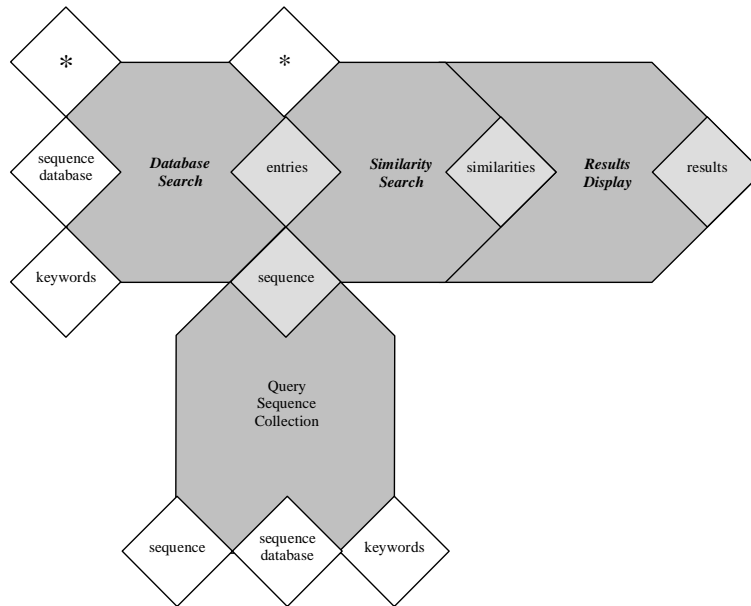 *
*
sequence
database
Database
Search
entries
Similarity
Search
similarities
Results
Display
results
keywords
sequence
Query
Sequence
Collection
sequence
sequence
database
keywords